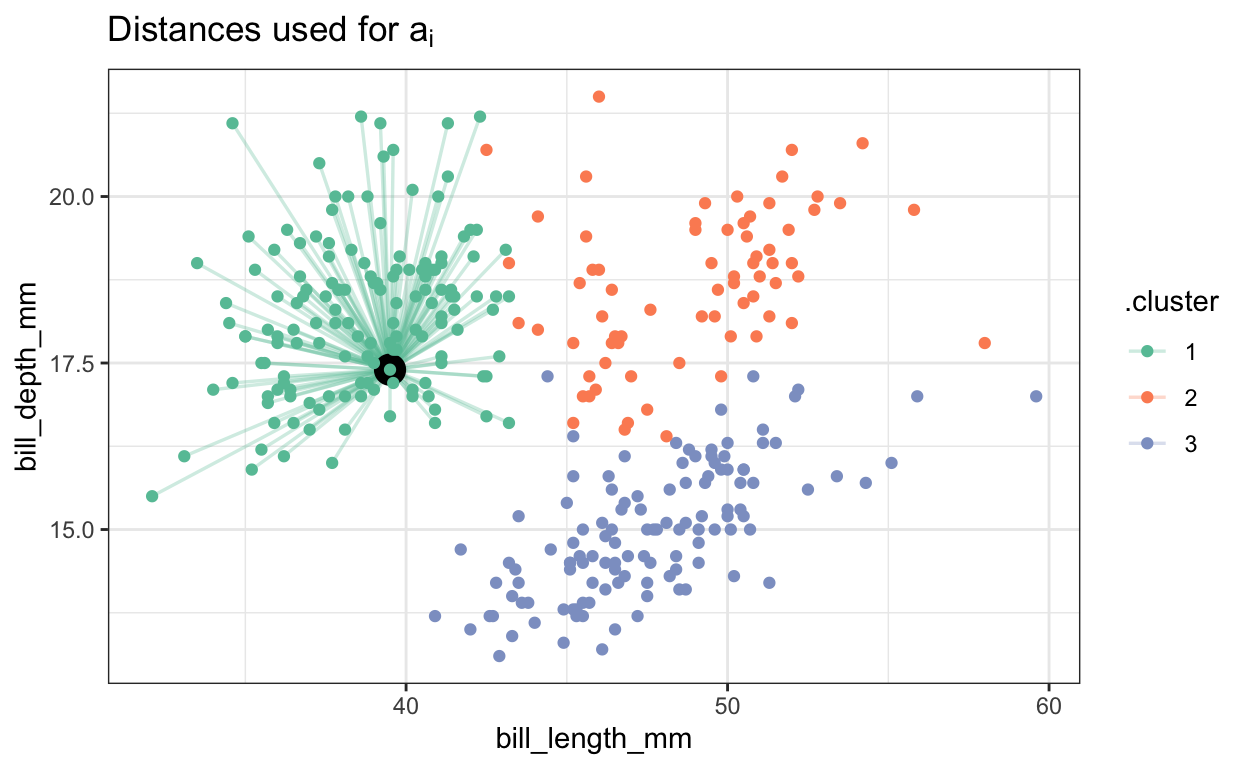 Distances used for aᵢ
20.0
17.5
15.0
bill_depth_mm
40 50 60
bill_length_mm
.cluster
1
2
3